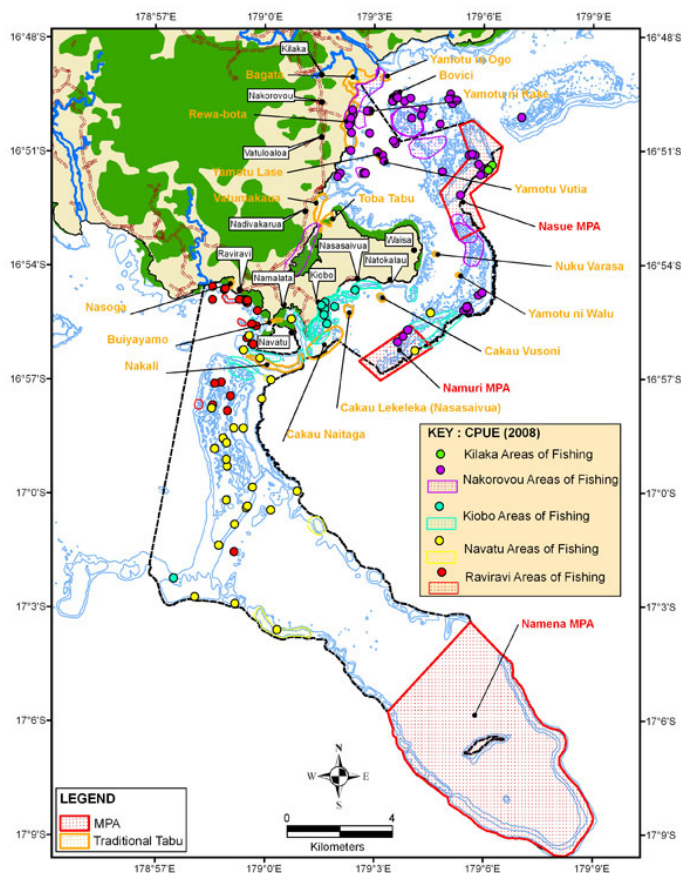 178°57'E 179°0'E 179°3'E 179°6'E 179°9'E
16°48'S
16°48'S
Kilaka
Yamotu ni Ogo
Bagata
Bovici
Nakorovou
Yamotu ni Kake
Rewa-bota
16°51'S
16°51'S
Vatuloaloa
Yamotu Lase
Yamotu Vutia
Vatumakaua
Toba Tabu
Nadivakarua
Nasue MPA
Nasasaivua
Waisa
Raviravi
Natokalau
16°54'S
16°54'S
Namalata
Kiobo
Nuku Varasa
Nasoga
Yamotu ni Walu
Buiyayamo
Navatu
Cakau Vusoni
Nakali
16°57'S
16°57'S
Namuri MPA
Cakau Lekeleka (Nasasaivua)
Cakau Naitaga
KEY : CPUE (2008)
Kilaka Areas of Fishing
Nakorovou Areas of Fishing
Kiobo Areas of Fishing
Navatu Areas of Fishing
Raviravi Areas of Fishing
17°0'S
17°0'S
17°3'S
17°3'S
Namena MPA
17°6'S
17°6'S
N
W E
S
LEGEND
MPA
Traditional Tabu
0 4
Kilometers
17°9'S
17°9'S
178°57'E 179°0'E 179°3'E 179°6'E 179°9'E